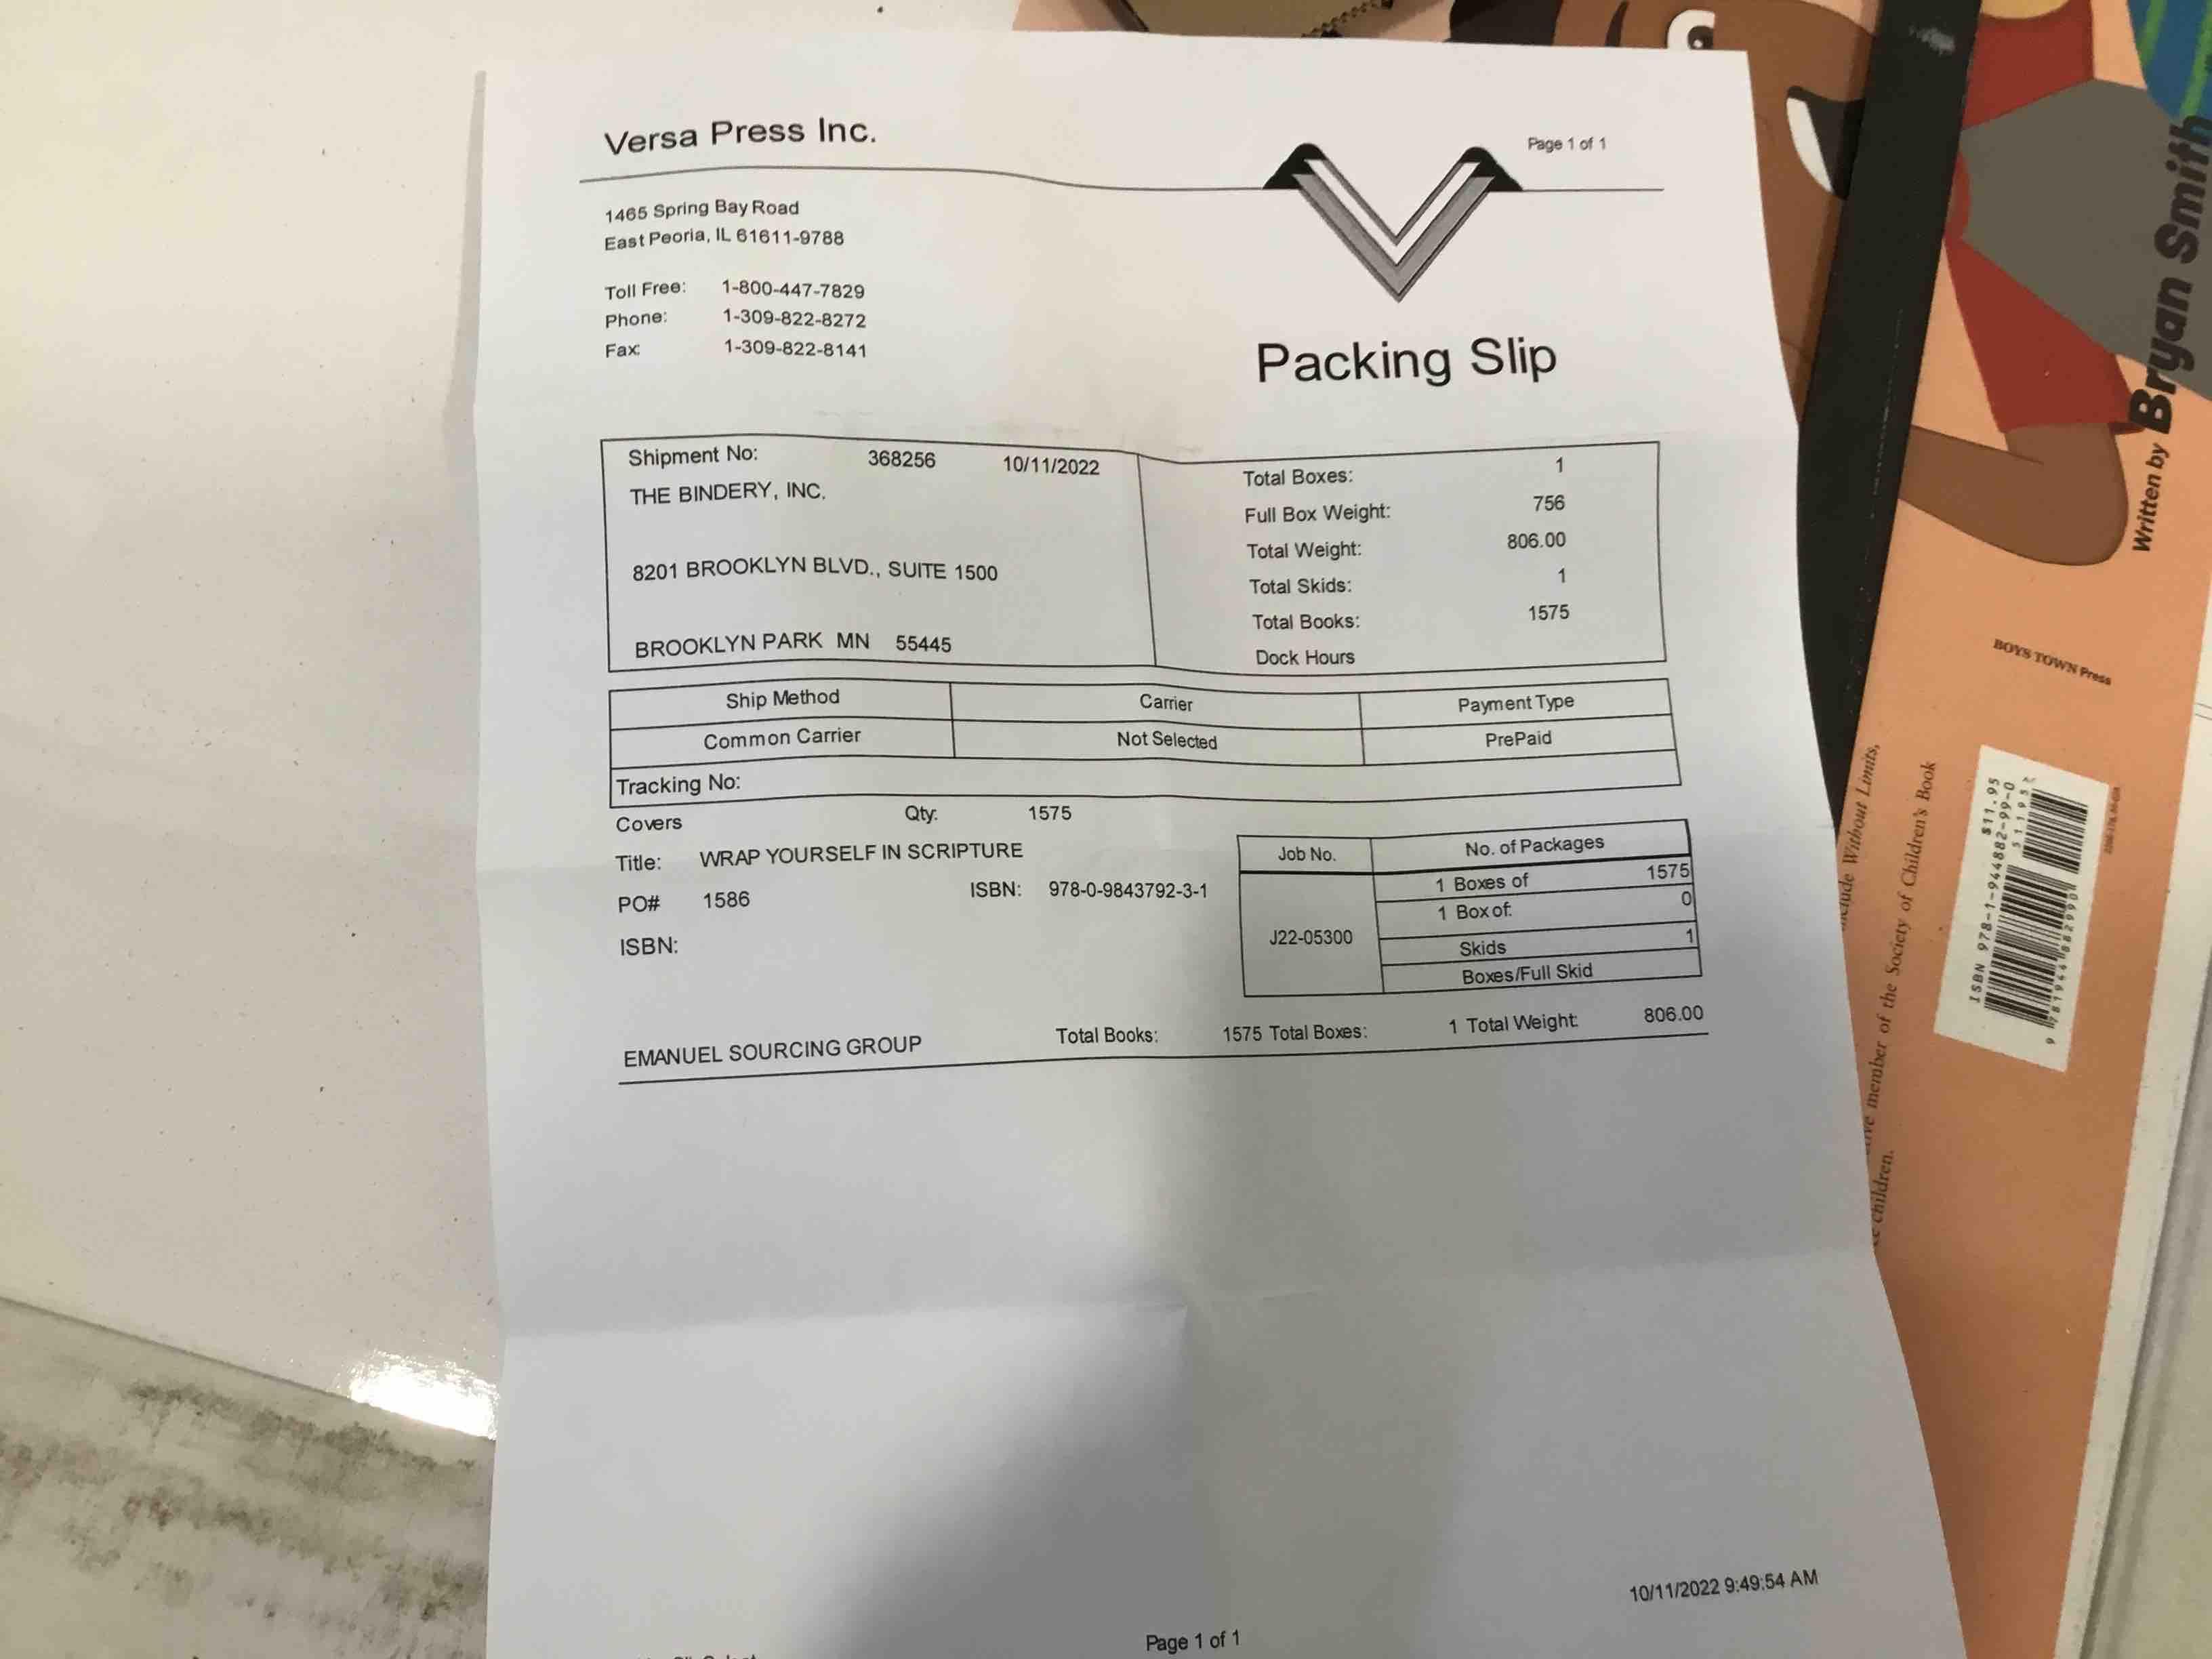 Versa Press Inc.
Page 1 of 1
1465 Spring Bay Road
East Peoria, IL 61611-9788
Toll Free: 1-800-447-7829
Phone: 1-309-822-8272
Fax: 1-309-822-8141
Packing Slip
Shipment No: 368256 10/11/2022
THE BINDERY, INC.
8201 BROOKLYN BLVD., SUITE 1500
BROOKLYN PARK MN 55445
Total Boxes: 1
Full Box Weight: 756
Total Weight: 806.00
Total Skids: 1
Total Books: 1575
Dock Hours
Ship Method Carrier Payment Type
Common Carrier Not Selected PrePaid
Tracking No:
Covers Qty: 1575
Title: WRAP YOURSELF IN SCRIPTURE
PO# 1586 ISBN: 978-0-9843792-3-1
ISBN:
Job No. No. of Packages
J22-05300
1 Boxes of 1575
1 Box of: 0
Skids 1
Boxes/Full Skid
EMANUEL SOURCING GROUP Total Books: 1575 Total Boxes: 1 Total Weight: 806.00
10/11/2022 9:49:54 AM
Page 1 of 1
Written by Bryan Smith
BOYS TOWN Press
Without Limits,
member of the Society of Children's Book
children.
ISBN 978-1-944882-99-0 $11.95
9 781944 882990